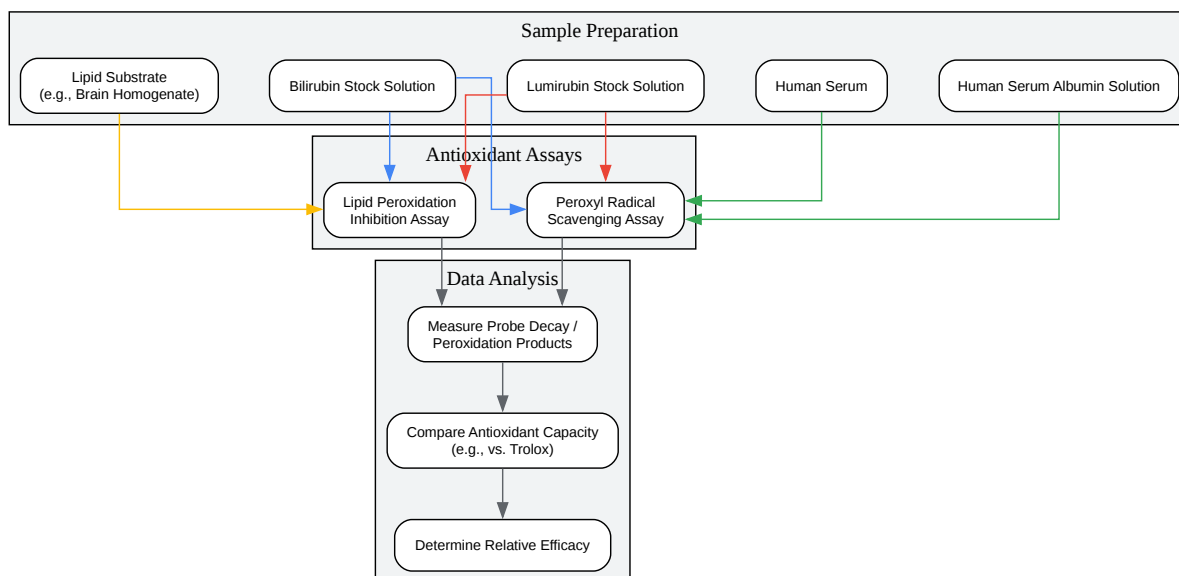 Sample Preparation
Lipid Substrate
(e.g., Brain Homogenate)
Bilirubin Stock Solution
Lumirubin Stock Solution
Human Serum
Human Serum Albumin Solution
Antioxidant Assays
Lipid Peroxidation
Inhibition Assay
Peroxyl Radical
Scavenging Assay
Data Analysis
Measure Probe Decay /
Peroxidation Products
Compare Antioxidant Capacity
(e.g., vs. Trolox)
Determine Relative Efficacy